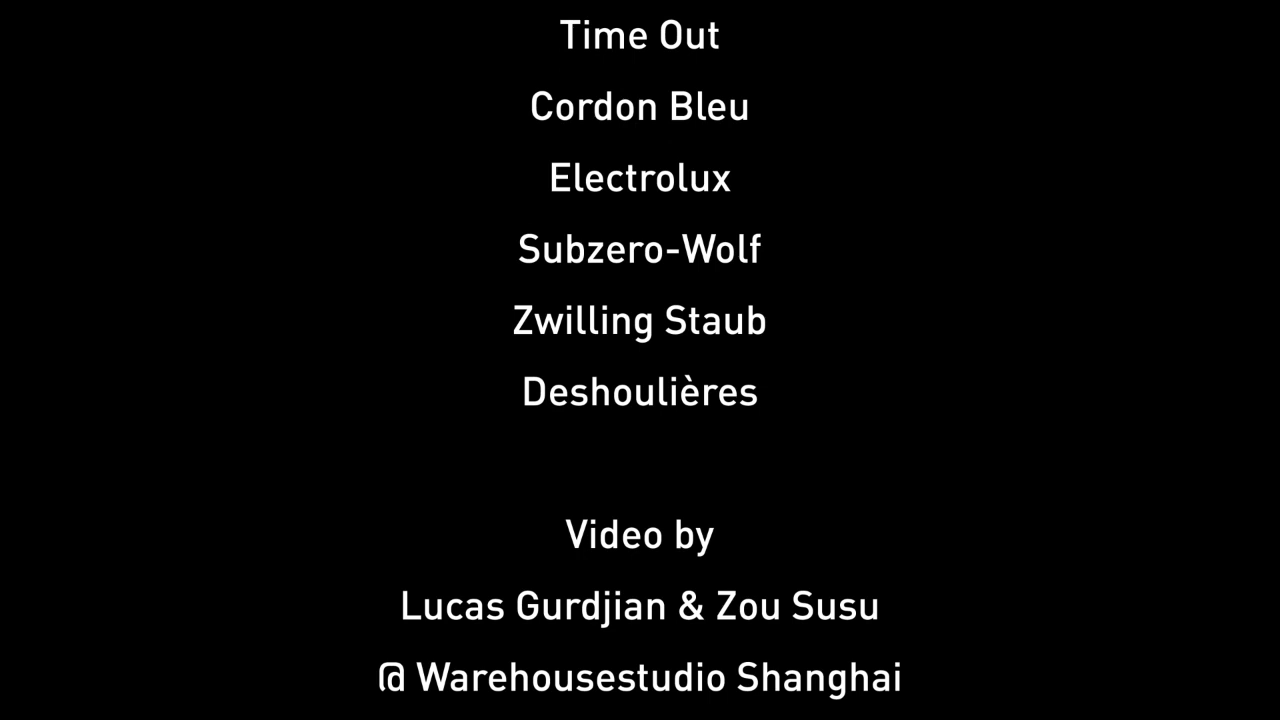 Time Out
Cordon Bleu
Electrolux
Subzero-Wolf
Zwilling Staub
Deshoulières
Video by
Lucas Gurdjian & Zou Susu
@ Warehousestudio Shanghai